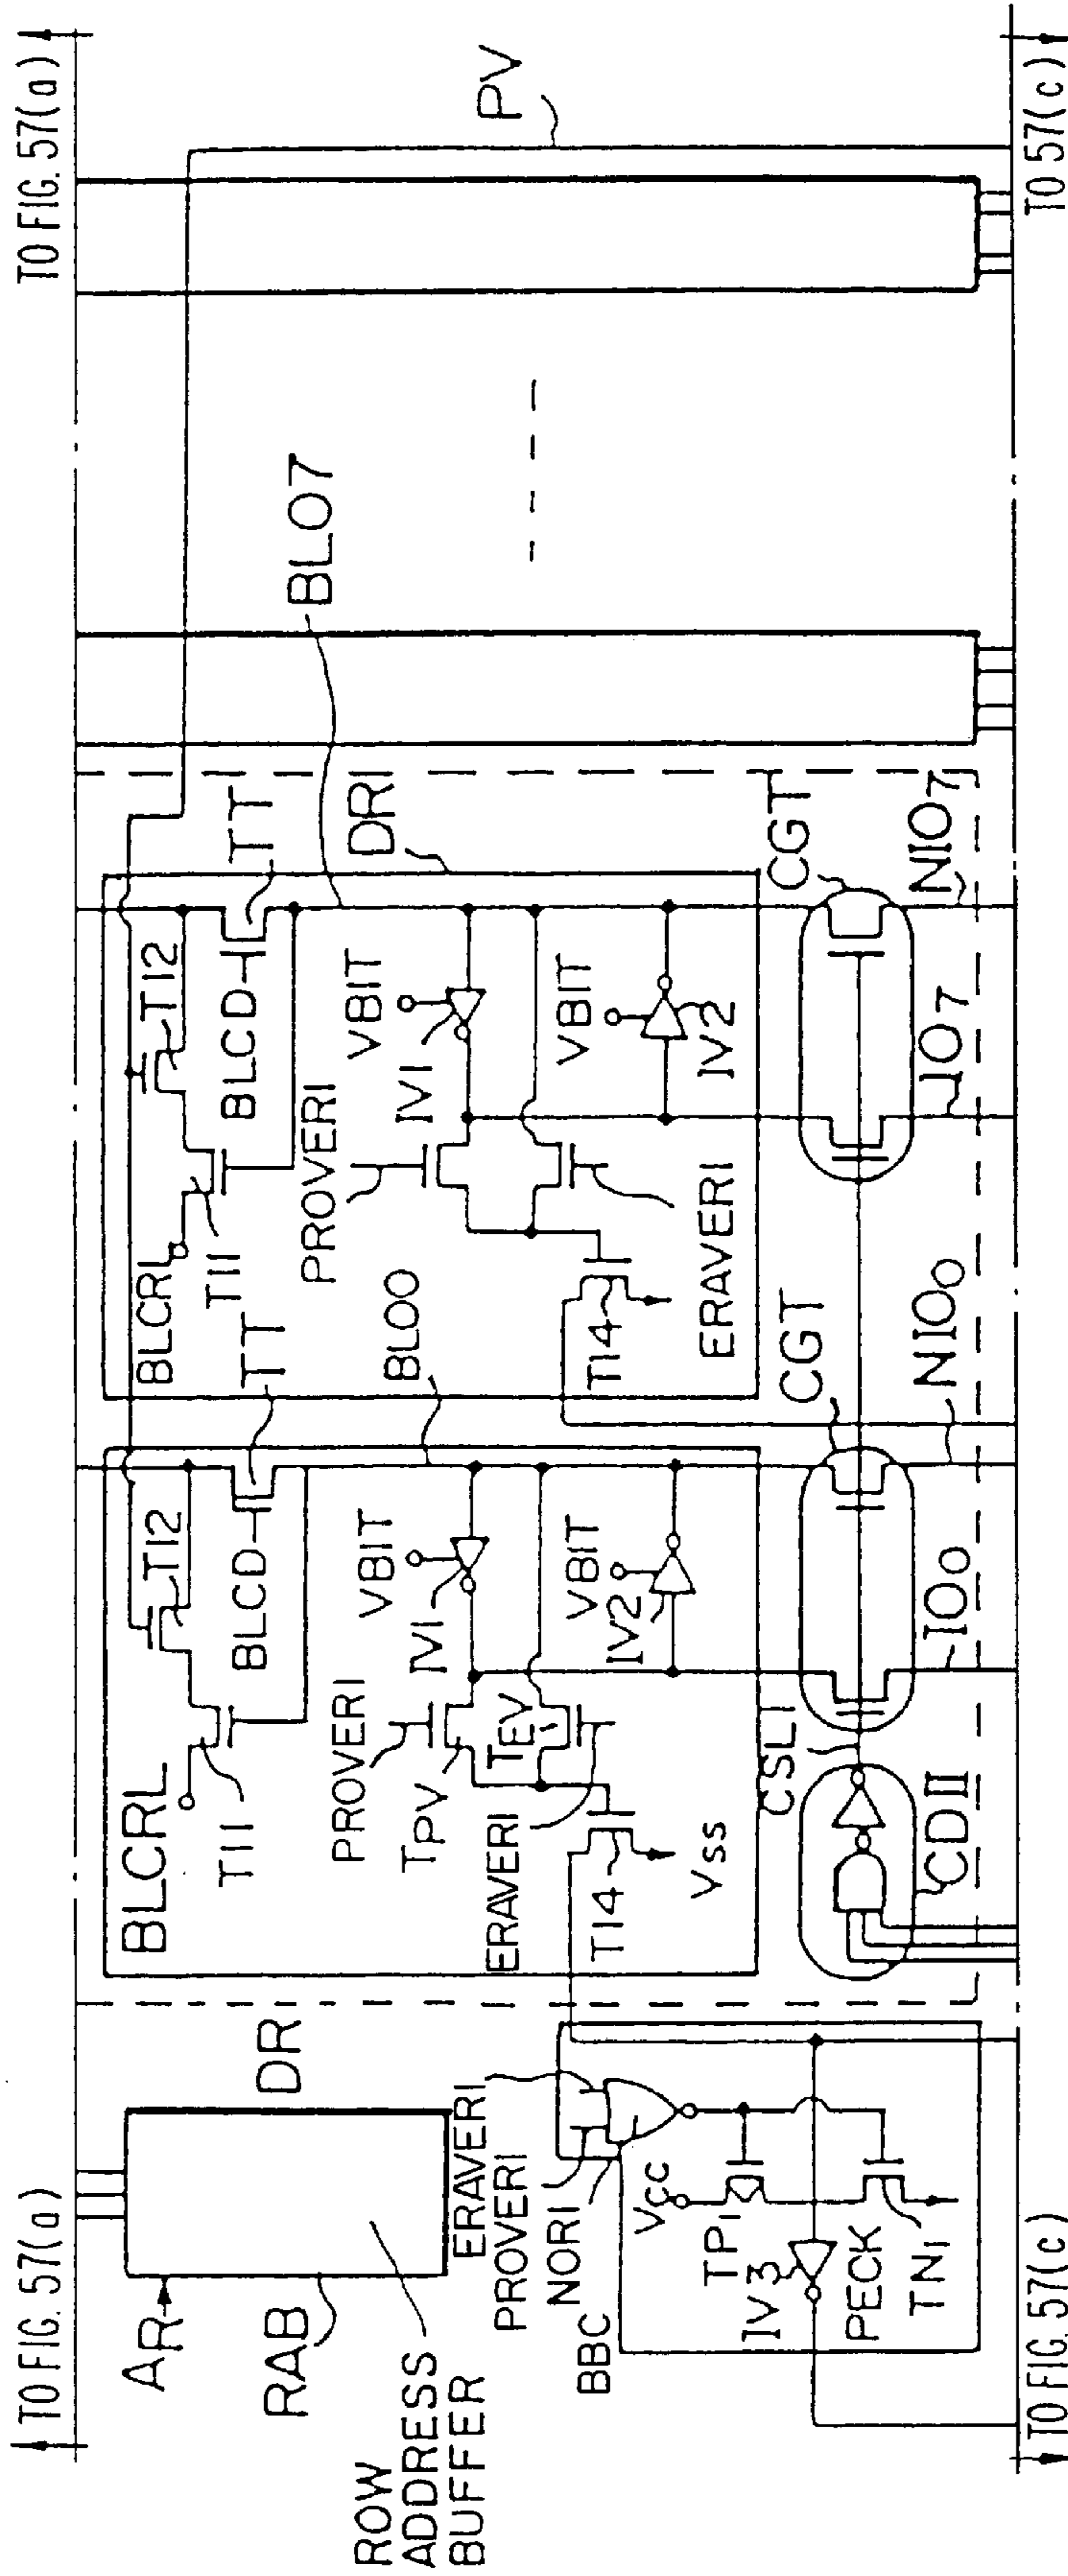 TO FIG. 57(a)
TO FIG. 57(a)
AR
RAB
ROW
ADDRESS
BUFFER
DR
ERAVERI
PROVERI
NORI
BBC
VCC
TP1
IV3
PECK
TN1
TO FIG. 57(c)
BLCRL
T11
T12
BLCD
TT
PROVERI
TPV
IV1
VBIT
TEV
ERAVERI
T14
VSS
IV2
VBIT
BLO0
CSLI
CDII
IO0
NIO0
CGT
BLCRL
T11
T12
BLCD
TT
DRI
BLO7
PROVERI
IV1
VBIT
VBIT
IV2
T14
ERAVERI
CGT
IO7
NIO7
PV
TO 57(c)